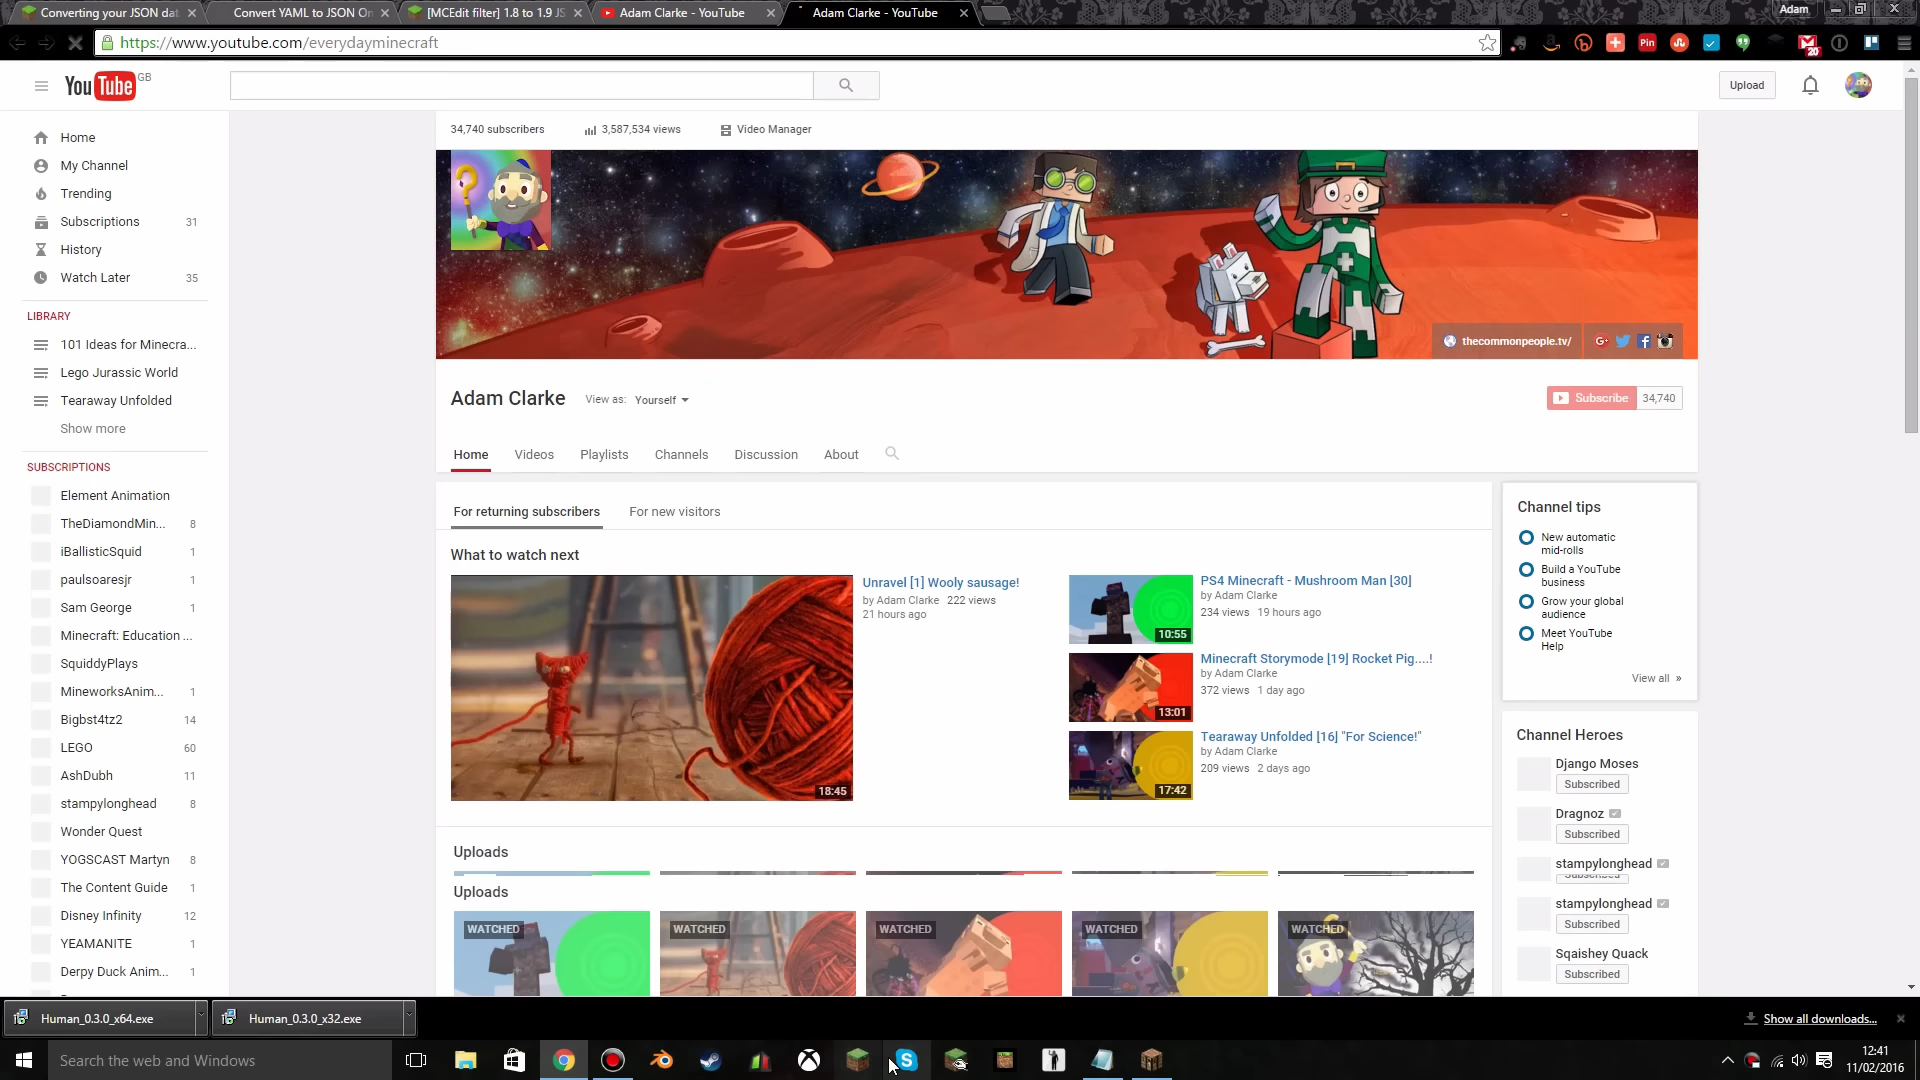 Converting your JSON dat
Convert YAML to JSON On
[MCEdit filter] 1.8 to 1.9 JS
Adam Clarke - YouTube
Adam Clarke - YouTube
Adam
https://www.youtube.com/everydayminecraft
Pin
20
YouTube GB
Upload
Home
My Channel
Trending
Subscriptions 31
History
Watch Later 35
LIBRARY
101 Ideas for Minecra...
Lego Jurassic World
Tearaway Unfolded
Show more
SUBSCRIPTIONS
Element Animation
TheDiamondMin... 8
iBallisticSquid 1
paulsoaresjr 1
Sam George 1
Minecraft: Education ...
SquiddyPlays
MineworksAnim... 1
Bigbst4tz2 14
LEGO 60
AshDubh 11
stampylonghead 8
Wonder Quest
YOGSCAST Martyn 8
The Content Guide 1
Disney Infinity 12
YEAMANITE 1
Derpy Duck Anim... 1
34,740 subscribers
3,587,534 views
Video Manager
thecommonpeople.tv/
G+
Adam Clarke
View as: Yourself
Subscribe 34,740
Home
Videos
Playlists
Channels
Discussion
About
For returning subscribers
For new visitors
What to watch next
18:45
Unravel [1] Wooly sausage!
by Adam Clarke 222 views
21 hours ago
10:55
PS4 Minecraft - Mushroom Man [30]
by Adam Clarke
234 views 19 hours ago
13:01
Minecraft Storymode [19] Rocket Pig....!
by Adam Clarke
372 views 1 day ago
17:42
Tearaway Unfolded [16] "For Science!"
by Adam Clarke
209 views 2 days ago
Uploads
Uploads
WATCHED
WATCHED
WATCHED
WATCHED
WATCHED
Channel tips
New automatic
mid-rolls
Build a YouTube
business
Grow your global
audience
Meet YouTube
Help
View all »
Channel Heroes
Django Moses
Subscribed
Dragnoz
Subscribed
stampylonghead
Subscribed
stampylonghead
Subscribed
Sqaishey Quack
Subscribed
Human_0.3.0_x64.exe
Human_0.3.0_x32.exe
Show all downloads...
Search the web and Windows
12:41
11/02/2016